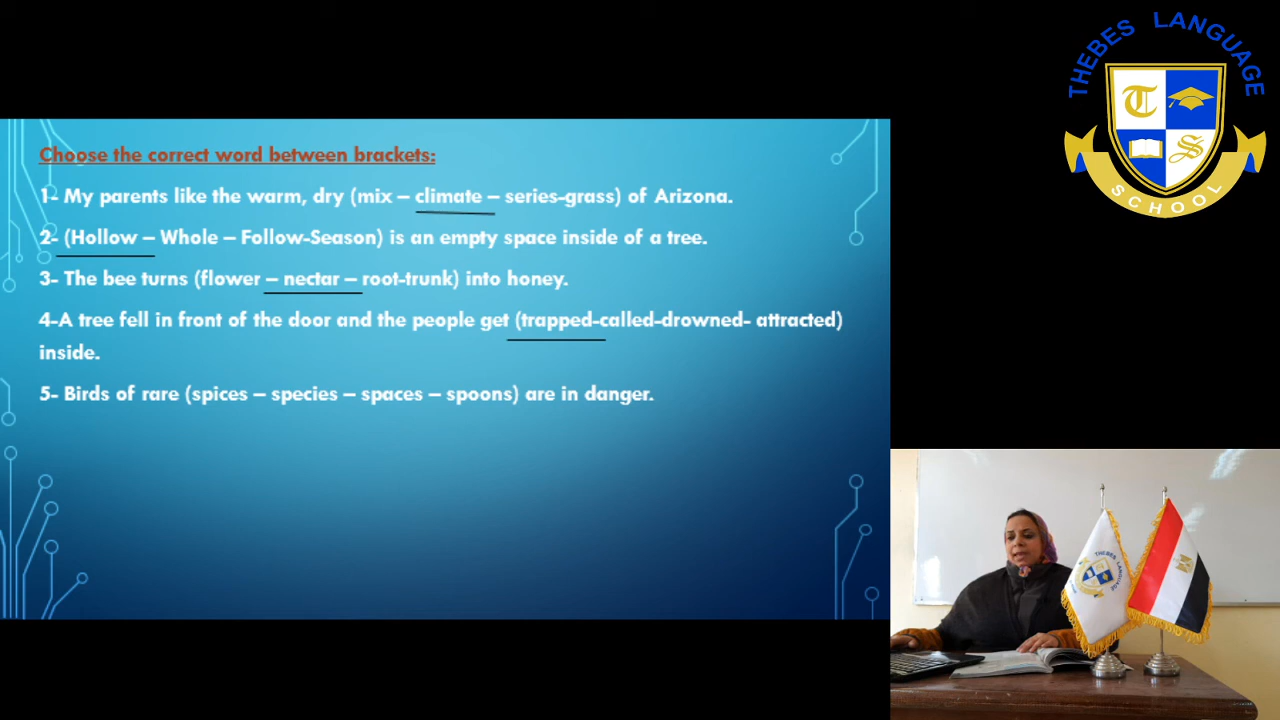 THEBES LANGUAGE
T
S
SCHOOL
Choose the correct word between brackets:
1- My parents like the warm, dry (mix – climate – series-grass) of Arizona.
2- (Hollow – Whole – Follow-Season) is an empty space inside of a tree.
3- The bee turns (flower – nectar – root-trunk) into honey.
4-A tree fell in front of the door and the people get (trapped-called-drowned- attracted)
inside.
5- Birds of rare (spices – species – spaces – spoons) are in danger.
THEBES LANGUAGE